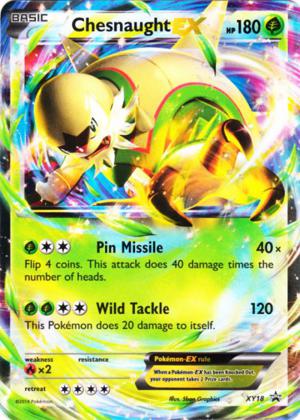 BASIC
Chesnaught EX HP 180
Pin Missile 40×
Flip 4 coins. This attack does 40 damage times the
number of heads.
Wild Tackle 120
This Pokémon does 20 damage to itself.
weakness resistance
×2
Pokémon-EX rule
When a Pokémon-EX has been Knocked Out,
your opponent takes 2 Prize cards.
retreat
©2014 Pokémon
XY18